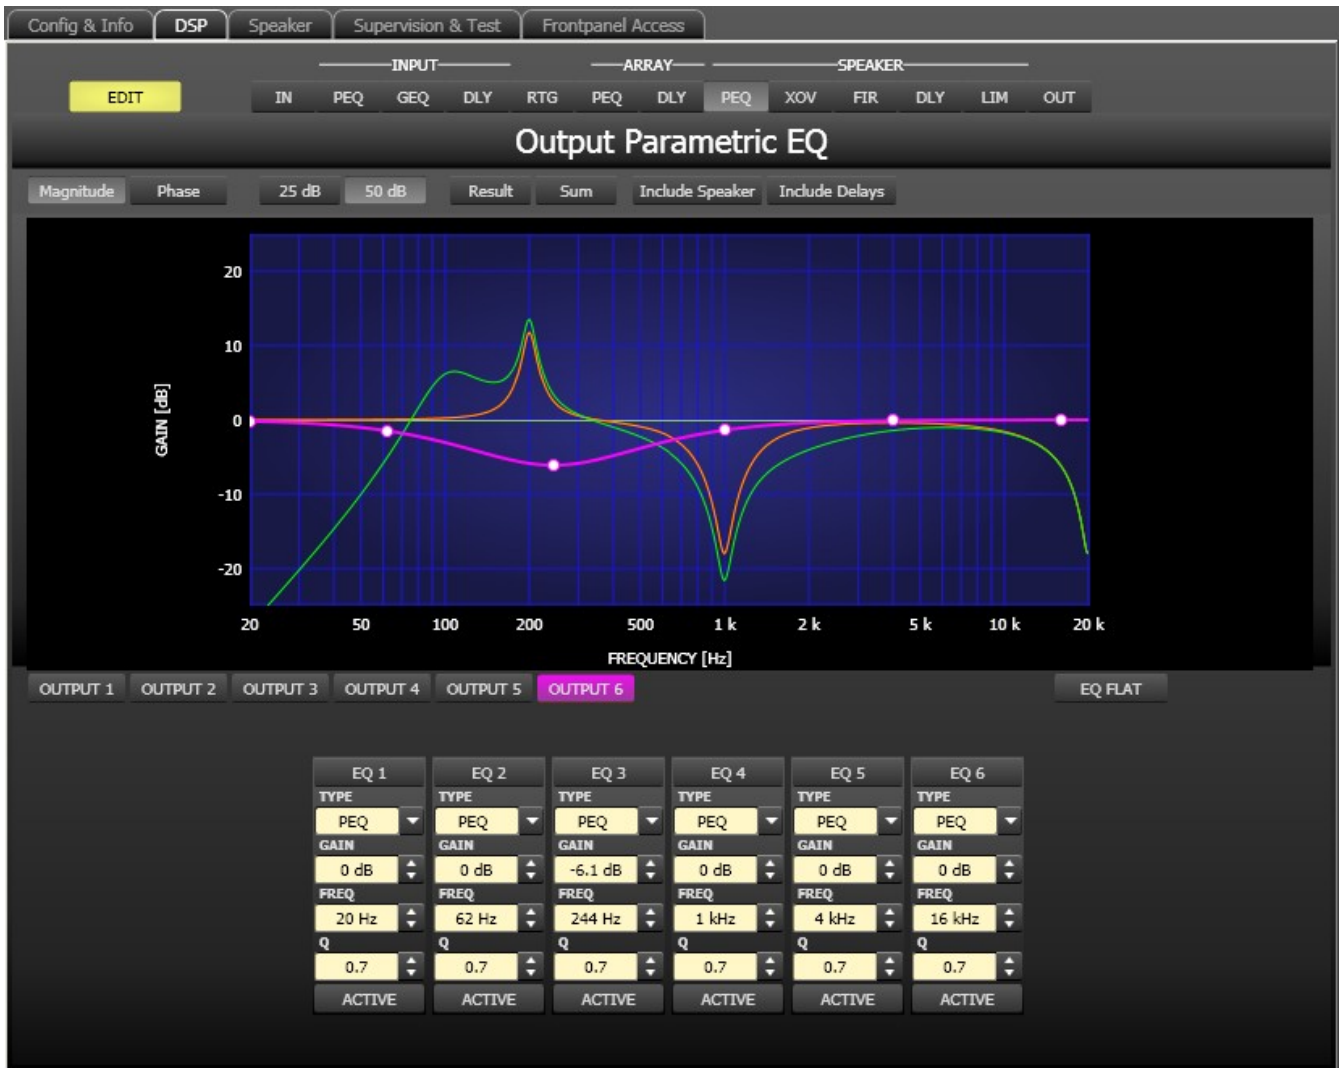 Config & Info DSP Speaker Supervision & Test Frontpanel Access
INPUT ARRAY SPEAKER
EDIT IN PEQ GEQ DLY RTG PEQ DLY PEQ XOV FIR DLY LIM OUT
Output Parametric EQ
Magnitude Phase 25 dB 50 dB Result Sum Include Speaker Include Delays
20
10
0
-10
-20
GAIN [dB]
20 50 100 200 500 1 k 2 k 5 k 10 k 20 k
FREQUENCY [Hz]
OUTPUT 1 OUTPUT 2 OUTPUT 3 OUTPUT 4 OUTPUT 5 OUTPUT 6 EQ FLAT
EQ 1 EQ 2 EQ 3 EQ 4 EQ 5 EQ 6
TYPE TYPE TYPE TYPE TYPE TYPE
PEQ PEQ PEQ PEQ PEQ PEQ
GAIN GAIN GAIN GAIN GAIN GAIN
0 dB 0 dB -6.1 dB 0 dB 0 dB 0 dB
FREQ FREQ FREQ FREQ FREQ FREQ
20 Hz 62 Hz 244 Hz 1 kHz 4 kHz 16 kHz
Q Q Q Q Q Q
0.7 0.7 0.7 0.7 0.7 0.7
ACTIVE ACTIVE ACTIVE ACTIVE ACTIVE ACTIVE